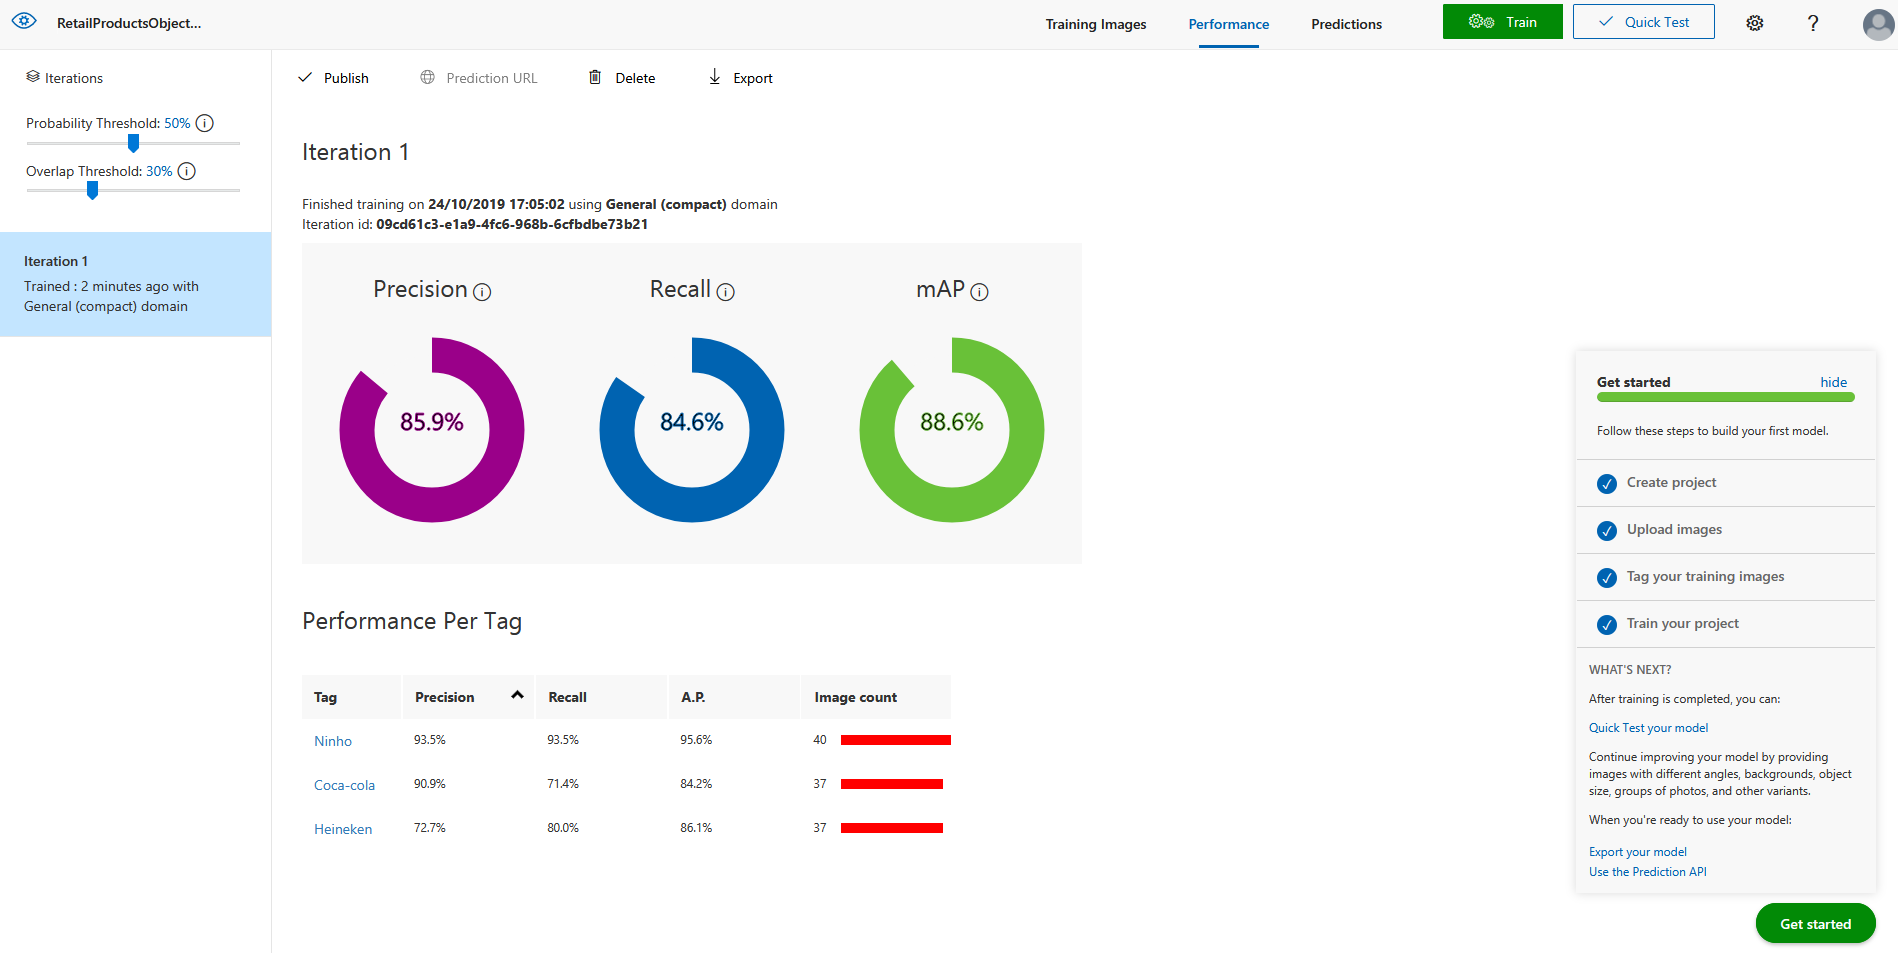 RetailProductsObject...
Training Images
Performance
Predictions
Train
Quick Test
?
Iterations
Probability Threshold: 50%
Overlap Threshold: 30%
Iteration 1
Trained : 2 minutes ago with
General (compact) domain
Publish
Prediction URL
Delete
Export
Iteration 1
Finished training on 24/10/2019 17:05:02 using General (compact) domain
Iteration id: 09cd61c3-e1a9-4fc6-968b-6cfbdbe73b21
Precision
Recall
mAP
85.9%
84.6%
88.6%
Performance Per Tag
Tag Precision Recall A.P. Image count
Ninho 93.5% 93.5% 95.6% 40
Coca-cola 90.9% 71.4% 84.2% 37
Heineken 72.7% 80.0% 86.1% 37
Get started
hide
Follow these steps to build your first model.
Create project
Upload images
Tag your training images
Train your project
WHAT'S NEXT?
After training is completed, you can:
Quick Test your model
Continue improving your model by providing
images with different angles, backgrounds, object
size, groups of photos, and other variants.
When you're ready to use your model:
Export your model
Use the Prediction API
Get started